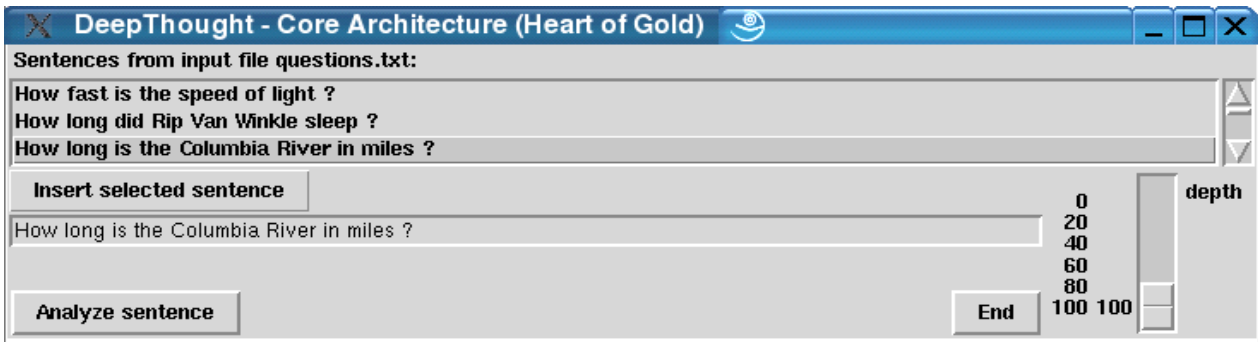 DeepThought - Core Architecture (Heart of Gold)
Sentences from input file questions.txt:
How fast is the speed of light ?
How long did Rip Van Winkle sleep ?
How long is the Columbia River in miles ?
Insert selected sentence
depth
0
How long is the Columbia River in miles ?
20
40
60
80
100 100
Analyze sentence
End